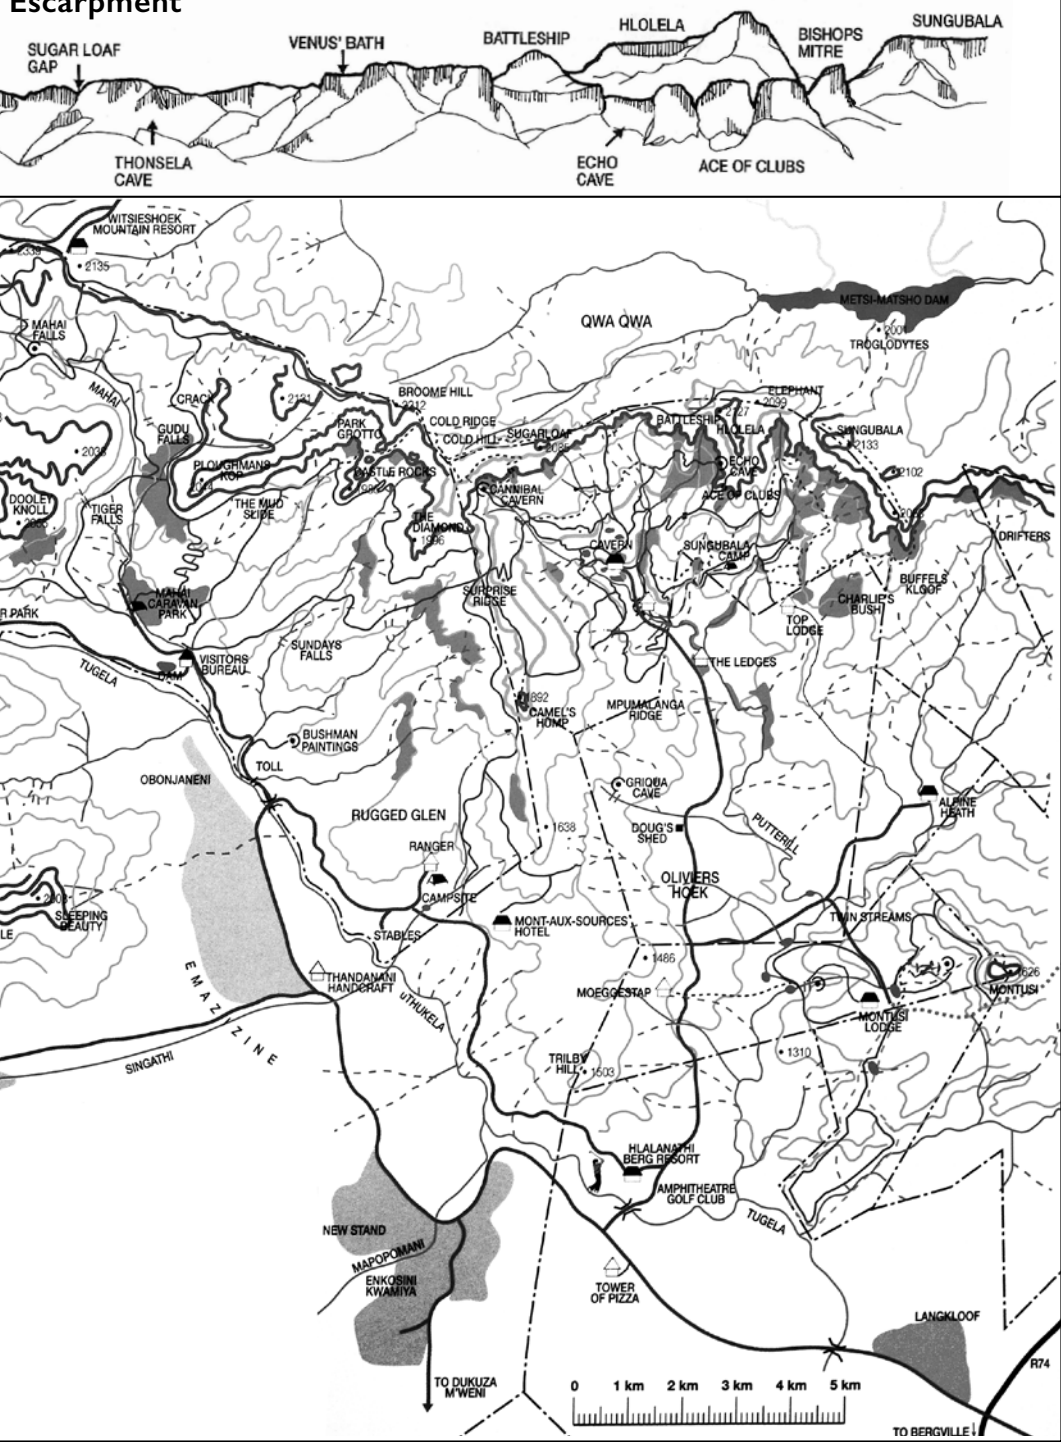 Escarpment
SUGAR LOAF
GAP
VENUS' BATH
BATTLESHIP
HLOLELA
BISHOPS
MITRE
SUNGUBALA
THONSELA
CAVE
ECHO
CAVE
ACE OF CLUBS
WITSIESHOEK
MOUNTAIN RESORT
2339
2135
METSI-MATSHO DAM
QWA QWA
2001
TROGLODYTES
MAHAI
FALLS
MAHAI
CRACK
2131
BROOME HILL
2212
ELEPHANT
2099
COLD RIDGE
COLD HILL
SUGARLOAF
2085
BATTLESHIP
2127
HLOLELA
SUNGUBALA
2133
GUDU
FALLS
PARK
GROTTO
2038
PLOUGHMANS
KOP
CASTLE ROCKS
ECHO
CAVE
2102
DOOLEY
KNOLL
TIGER
FALLS
THE MUD
SLIDE
CANNIBAL
CAVERN
ACE OF CLUBS
THE
DIAMOND
1996
CAVERN
SUNGUBALA
CAMP
DRIFTERS
MAHAI
CARAVAN
PARK
SURPRISE
RIDGE
BUFFELS
KLOOF
CHARLIE'S
BUSH
TOP
LODGE
R PARK
TUGELA
DAM
VISITORS
BUREAU
SUNDAYS
FALLS
THE LEDGES
1892
CAMEL'S
HUMP
MPUMALANGA
RIDGE
BUSHMAN
PAINTINGS
TOLL
OBONJANENI
GRIQUA
CAVE
ALPINE
HEATH
RUGGED GLEN
1638
DOUG'S
SHED
PUTTERILL
RANGER
CAMPSITE
OLIVIERS
HOEK
SLEEPING
BEAUTY
LE
STABLES
MONT-AUX-SOURCES
HOTEL
TWIN STREAMS
1486
THANDANANI
HANDCRAFT
UTHUKELA
MOEGGESTAP
1626
MONTUSI
MONTUSI
LODGE
EMAZIZINE
SINGATHI
TRILBY
HILL
1503
1310
HLALANATHI
BERG RESORT
AMPHITHEATRE
GOLF CLUB
TUGELA
NEW STAND
MAPOPOMANI
ENKOSINI
KWAMIYA
TOWER
OF PIZZA
LANGKLOOF
R74
TO DUKUZA
M'WENI
0 1 km 2 km 3 km 4 km 5 km
TO BERGVILLE